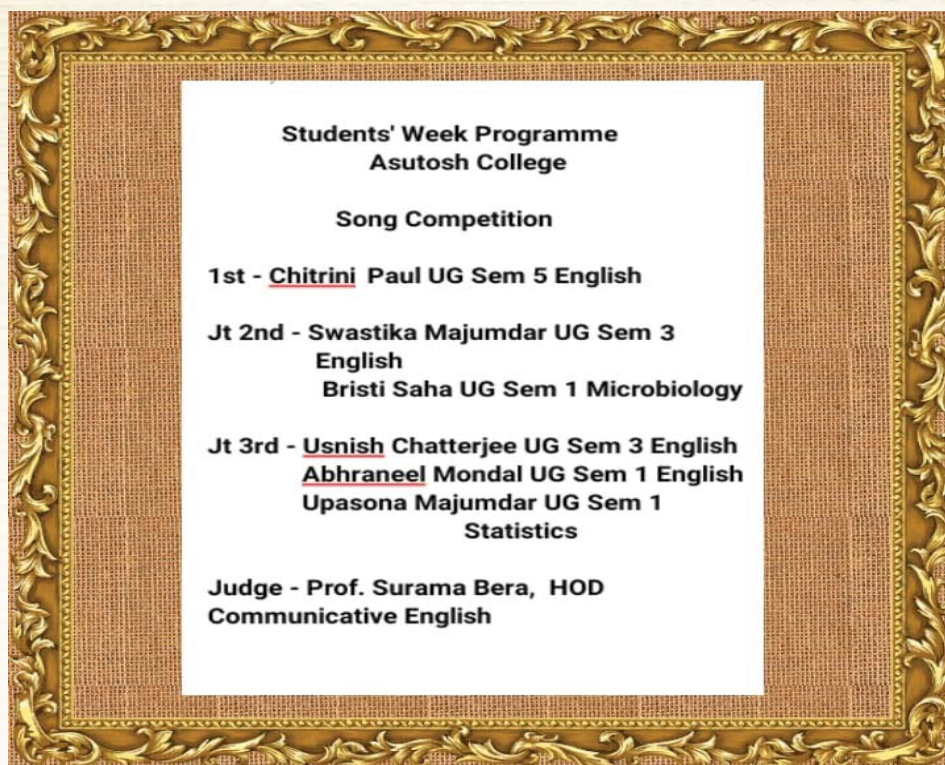 Students' Week Programme
Asutosh College
Song Competition
1st - Chitrini Paul UG Sem 5 English
Jt 2nd - Swastika Majumdar UG Sem 3
English
Bristi Saha UG Sem 1 Microbiology
Jt 3rd - Usnish Chatterjee UG Sem 3 English
Abhraneel Mondal UG Sem 1 English
Upasona Majumdar UG Sem 1
Statistics
Judge - Prof. Surama Bera, HOD
Communicative English